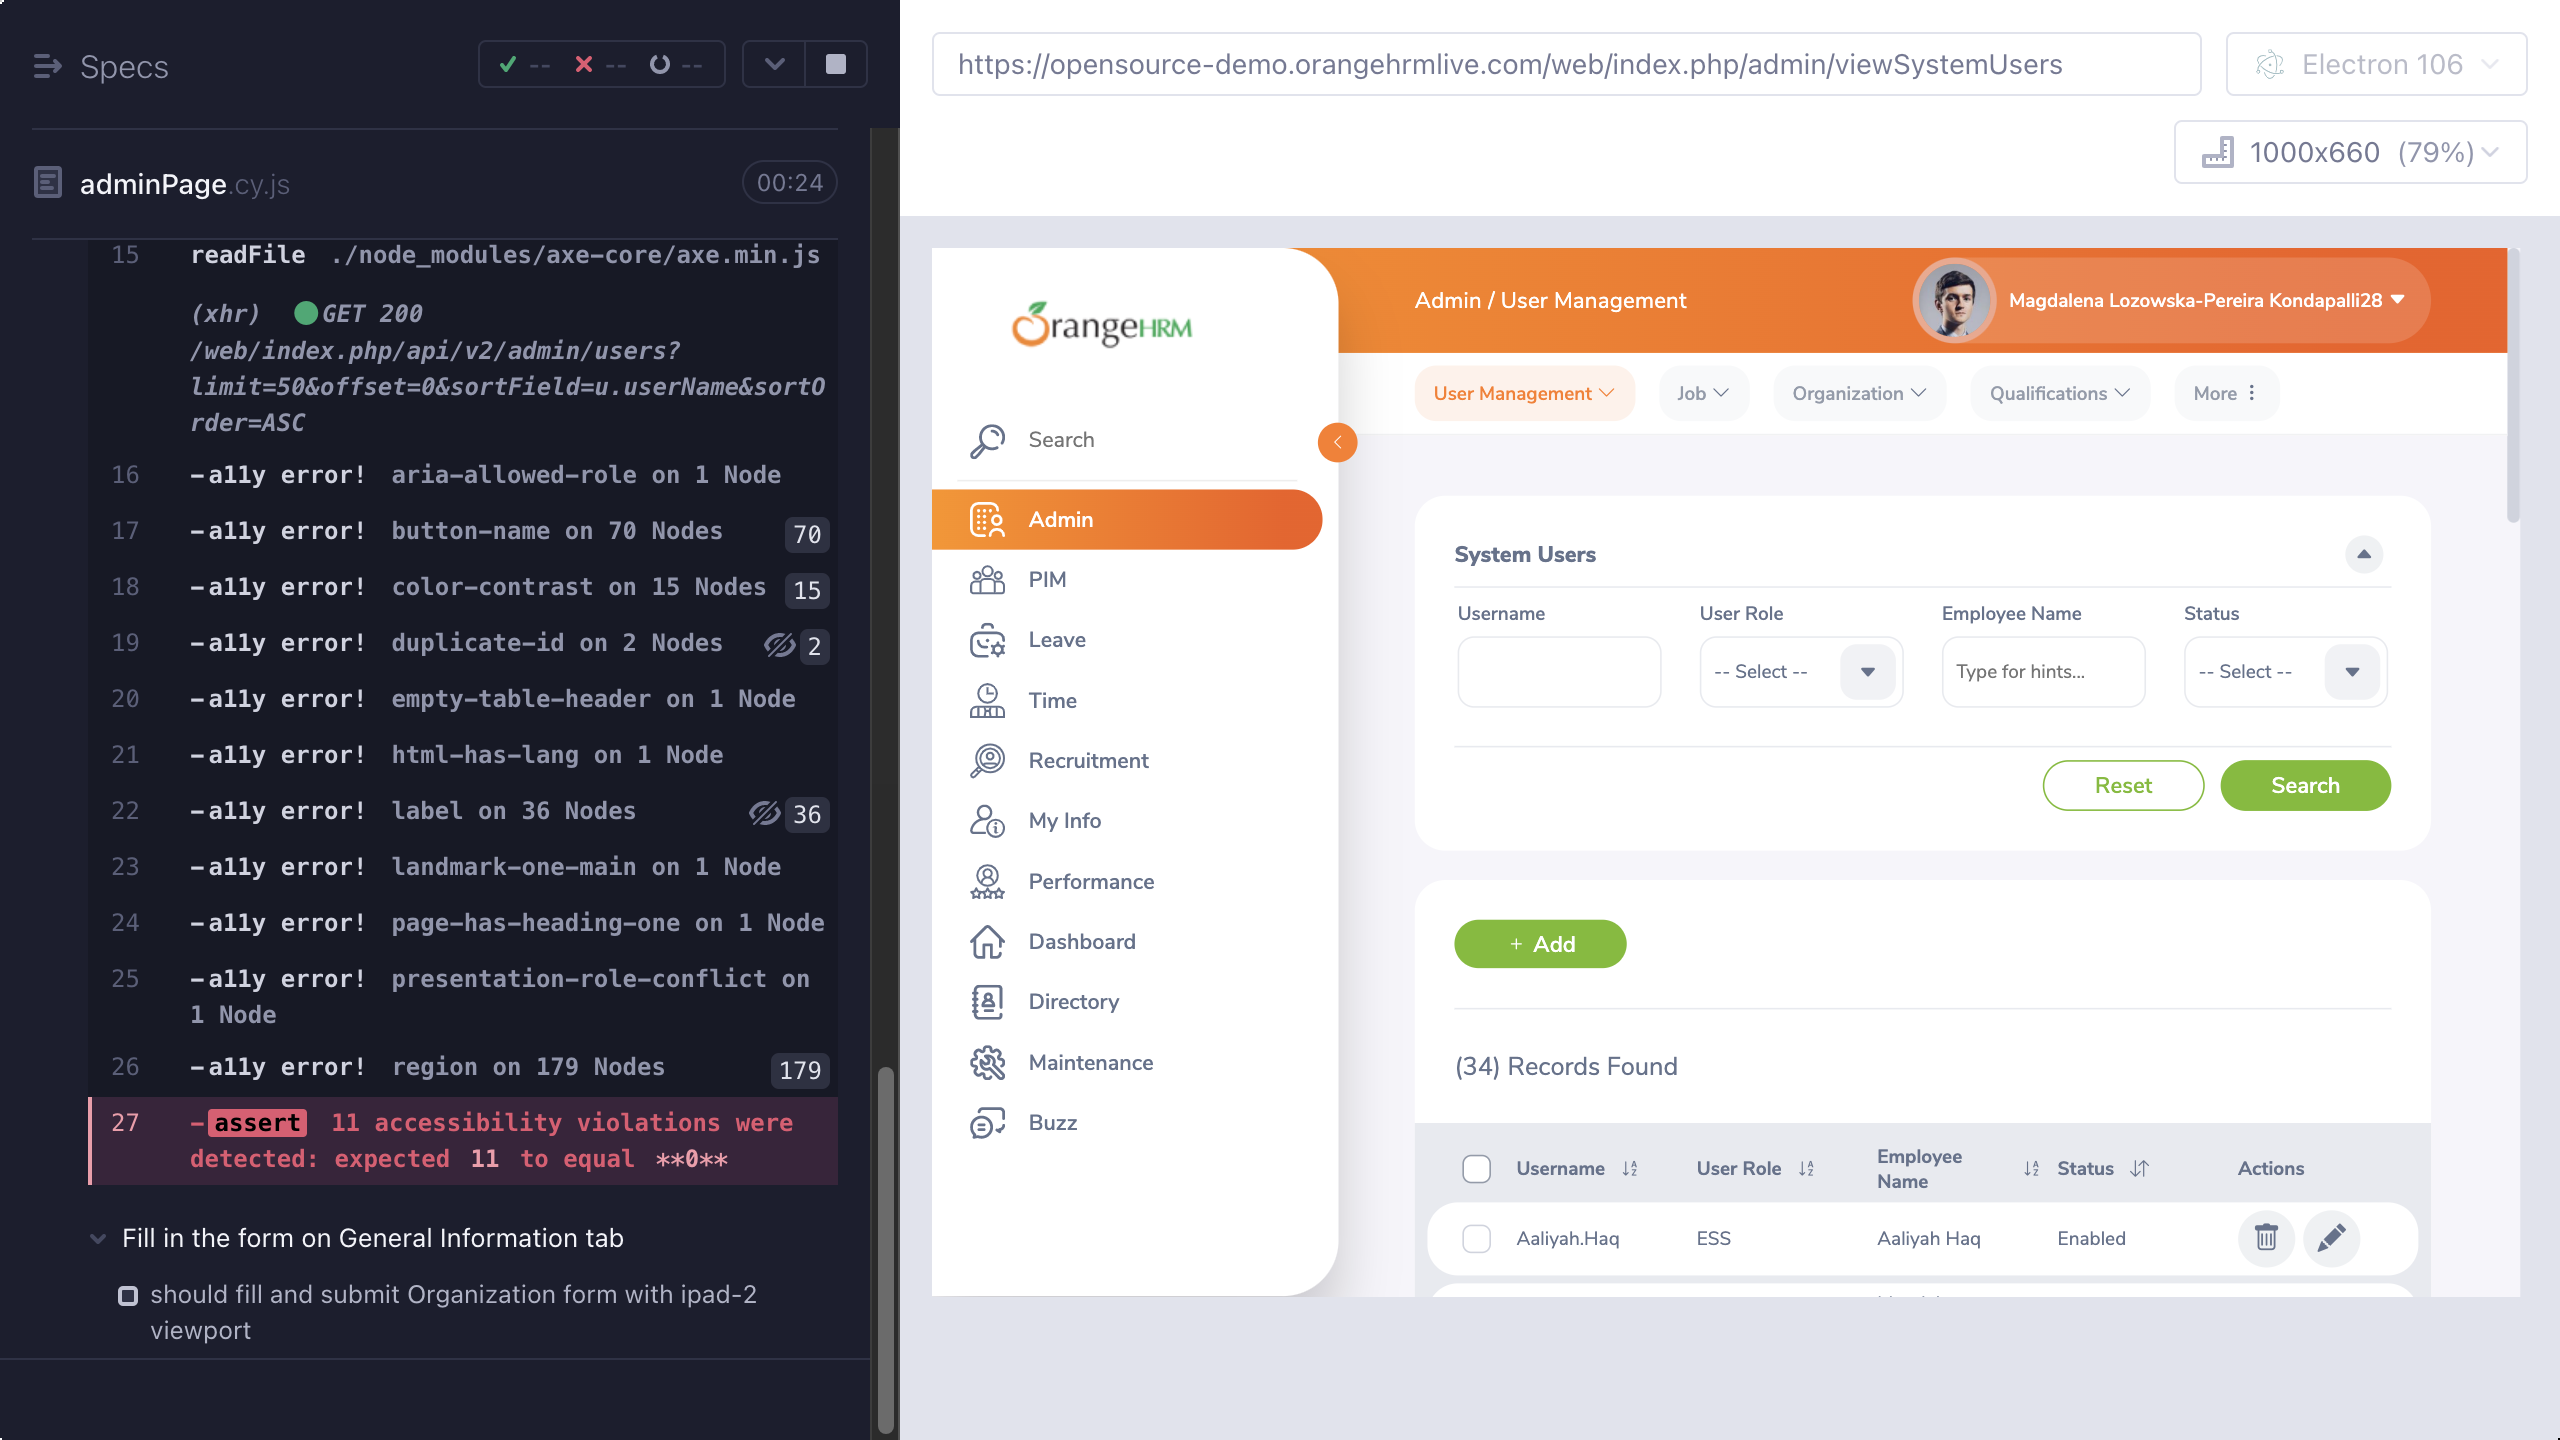 Specs
-- -- --
adminPage.cy.js
00:24
15 readFile ./node_modules/axe-core/axe.min.js
(xhr) GET 200
/web/index.php/api/v2/admin/users?
limit=50&offset=0&sortField=u.userName&sortO
rder=ASC
16 -a11y error! aria-allowed-role on 1 Node
17 -a11y error! button-name on 70 Nodes 70
18 -a11y error! color-contrast on 15 Nodes 15
19 -a11y error! duplicate-id on 2 Nodes 2
20 -a11y error! empty-table-header on 1 Node
21 -a11y error! html-has-lang on 1 Node
22 -a11y error! label on 36 Nodes 36
23 -a11y error! landmark-one-main on 1 Node
24 -a11y error! page-has-heading-one on 1 Node
25 -a11y error! presentation-role-conflict on
1 Node
26 -a11y error! region on 179 Nodes 179
27 -assert 11 accessibility violations were
detected: expected 11 to equal **0**
Fill in the form on General Information tab
should fill and submit Organization form with ipad-2
viewport
https://opensource-demo.orangehrmlive.com/web/index.php/admin/viewSystemUsers
Electron 106
1000x660 (79%)
OrangeHRM
Search
Admin
PIM
Leave
Time
Recruitment
My Info
Performance
Dashboard
Directory
Maintenance
Buzz
Admin / User Management
Magdalena Lozowska-Pereira Kondapalli28
User Management Job Organization Qualifications More
System Users
Username User Role Employee Name Status
-- Select -- Type for hints... -- Select --
Reset Search
+ Add
(34) Records Found
Username User Role Employee Name Status Actions
Aaliyah.Haq ESS Aaliyah Haq Enabled